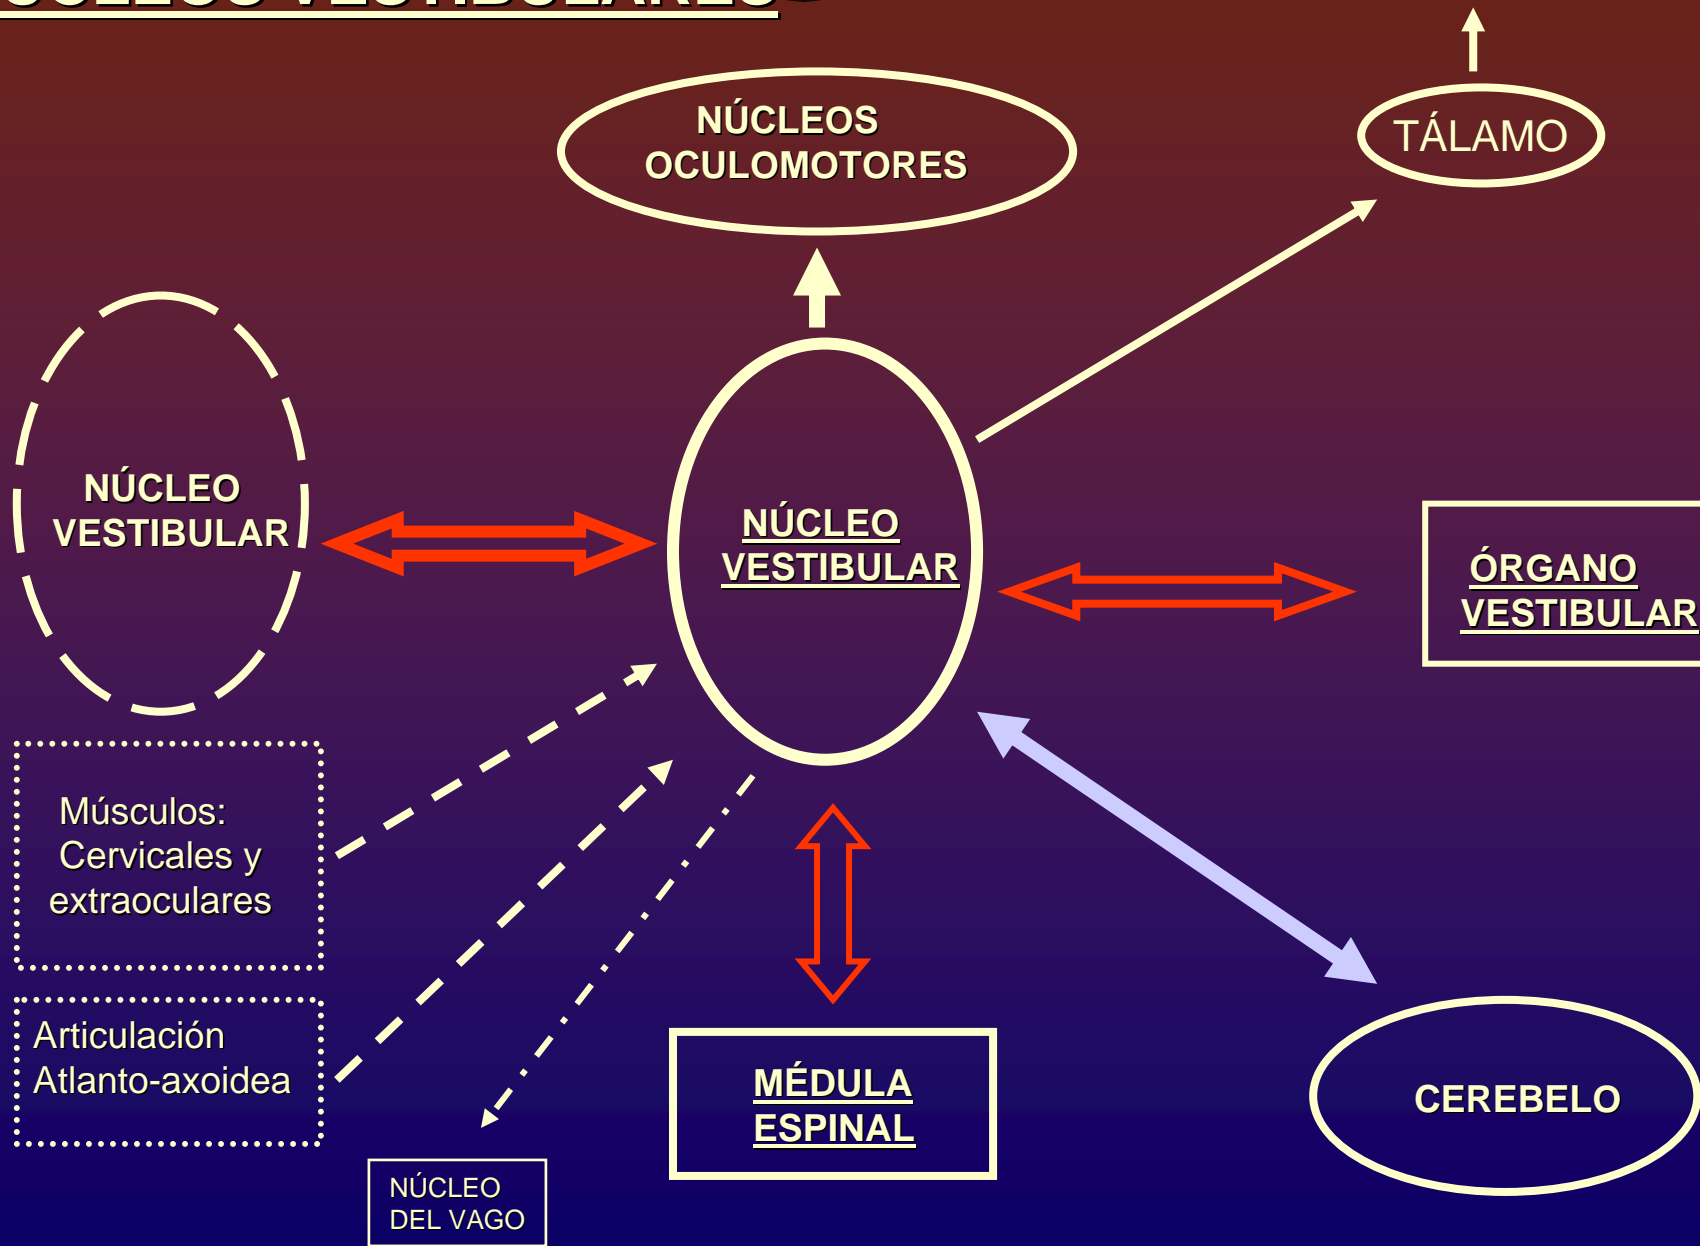 VESTIBULARES
NÚCLEOS
OCULOMOTORES
TÁLAMO
NÚCLEO
VESTIBULAR
NÚCLEO
VESTIBULAR
ÓRGANO
VESTIBULAR
Músculos:
Cervicales y
extraoculares
Articulación
Atlanto-axoidea
MÉDULA
ESPINAL
CEREBELO
NÚCLEO
DEL VAGO